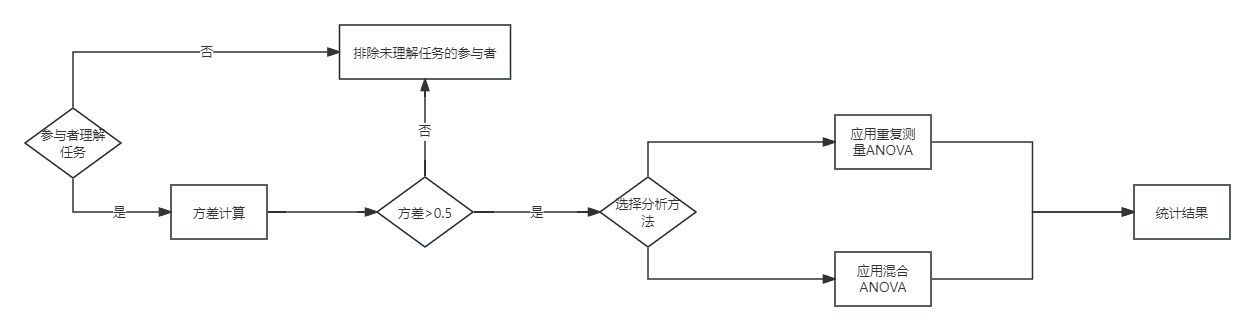 否
排除未理解任务的参与者
参与者理解
任务
是
方差计算
否
方差>0.5
是
选择分析方
法
应用重复测
量ANOVA
应用混合
ANOVA
统计结果